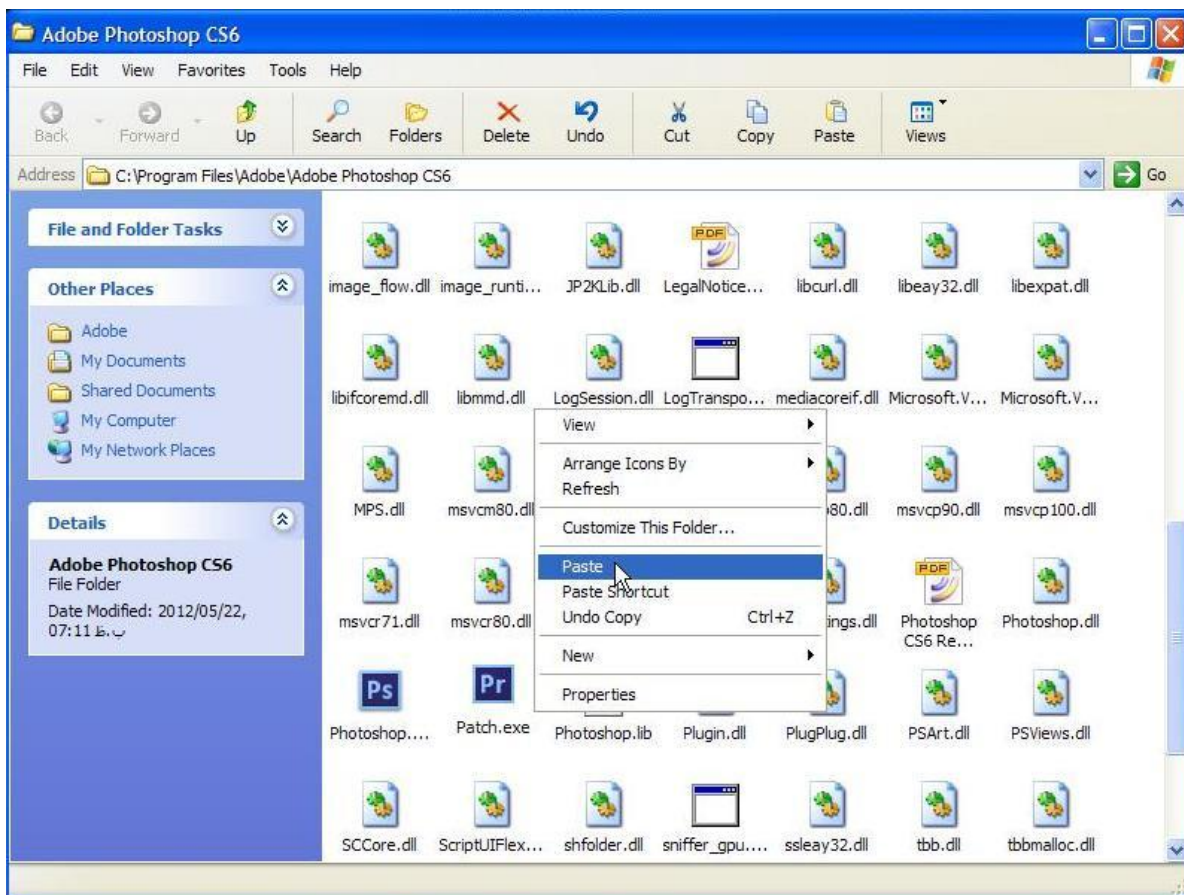 Adobe Photoshop CS6
File Edit View Favorites Tools Help
Back Forward Up Search Folders Delete Undo Cut Copy Paste Views
Address C:\Program Files\Adobe\Adobe Photoshop CS6 Go
File and Folder Tasks
Other Places
Adobe
My Documents
Shared Documents
My Computer
My Network Places
Details
Adobe Photoshop CS6
File Folder
Date Modified: 2012/05/22,
07:11 ب.ظ
image_flow.dll image_runti... JP2KLib.dll LegalNotice... libcurl.dll libeay32.dll libexpat.dll
PDF
libifcoremd.dll libmmd.dll LogSession.dll LogTranspo... mediacoreif.dll Microsoft.V... Microsoft.V...
MPS.dll msvcm80.dll p80.dll msvcp90.dll msvcp100.dll
PDF
msvcr71.dll msvcr80.dll ings.dll Photoshop Photoshop.dll
CS6 Re...
Ps Pr
Photoshop.... Patch.exe Photoshop.lib Plugin.dll PlugPlug.dll PSArt.dll PSViews.dll
SCCore.dll ScriptUIFlex... shfolder.dll sniffer_gpu.... ssleay32.dll tbb.dll tbbmalloc.dll
View
Arrange Icons By
Refresh
Customize This Folder...
Paste
Paste Shortcut
Undo Copy Ctrl+Z
New
Properties